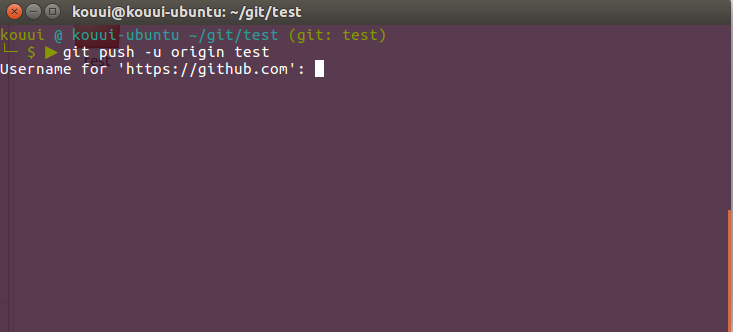 kouui@kouui-ubuntu: ~/git/test
kouui @ kouui-ubuntu ~/git/test (git: test)
└─ $ ▶ git push -u origin test
Username for 'https://github.com':